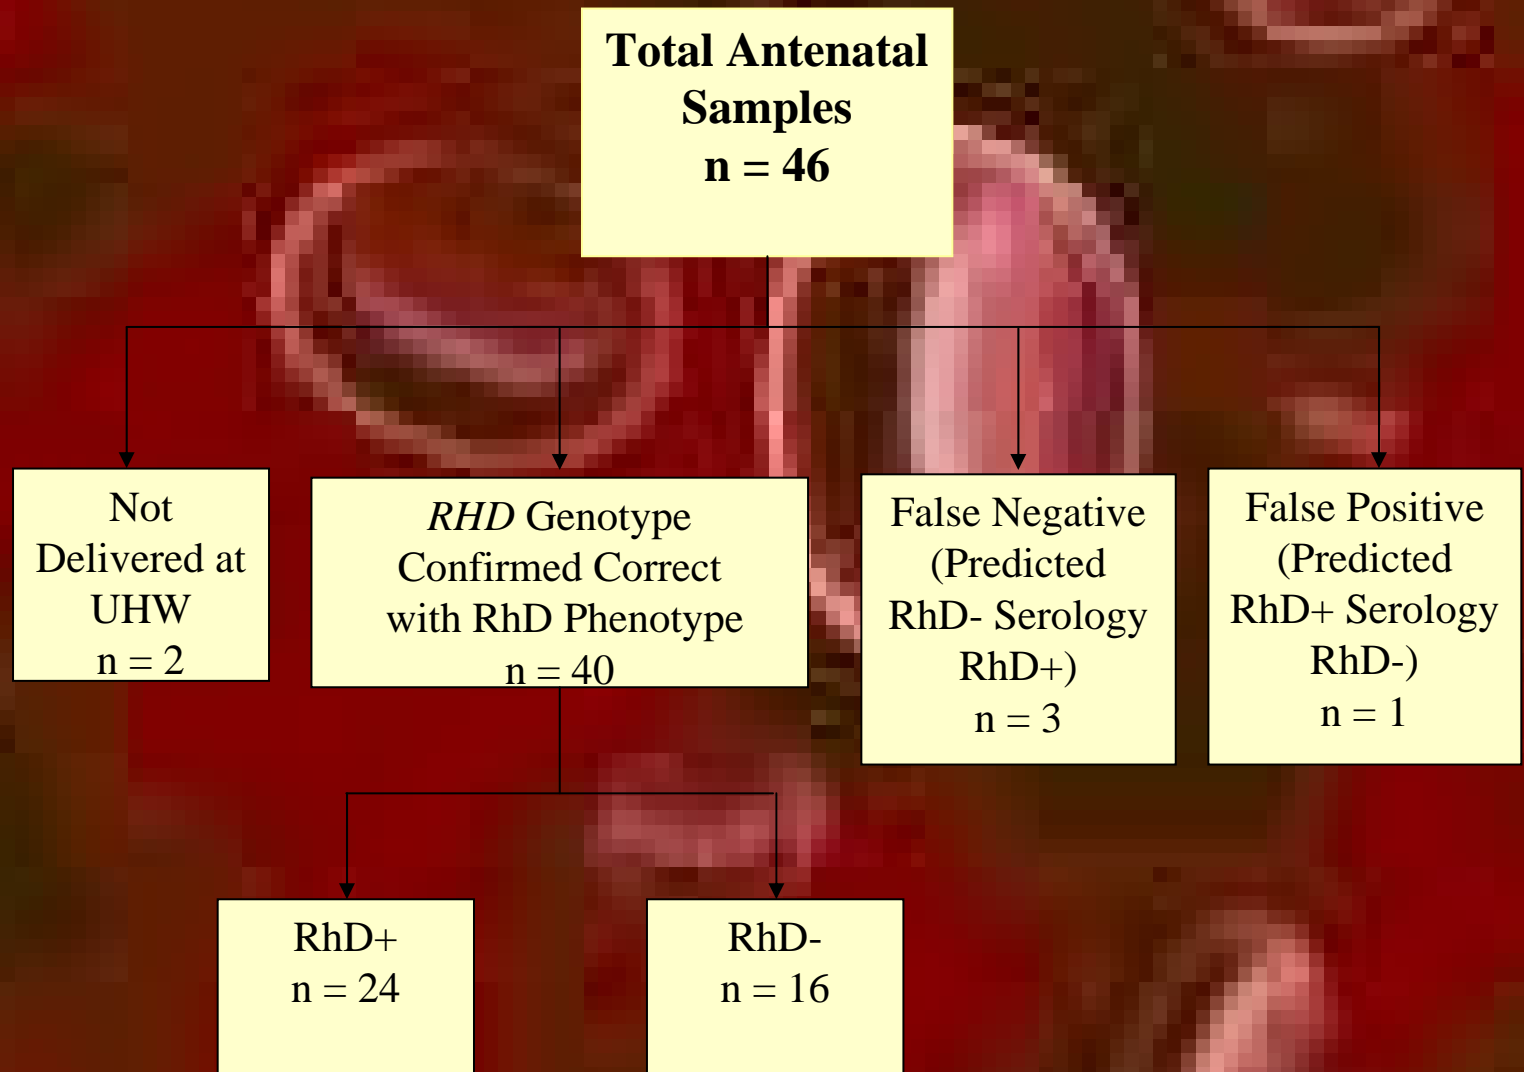 Total Antenatal
Samples
n = 46
Not
Delivered at
UHW
n = 2
RHD Genotype
Confirmed Correct
with RhD Phenotype
n = 40
False Negative
(Predicted
RhD- Serology
RhD+)
n = 3
False Positive
(Predicted
RhD+ Serology
RhD-)
n = 1
RhD+
n = 24
RhD-
n = 16